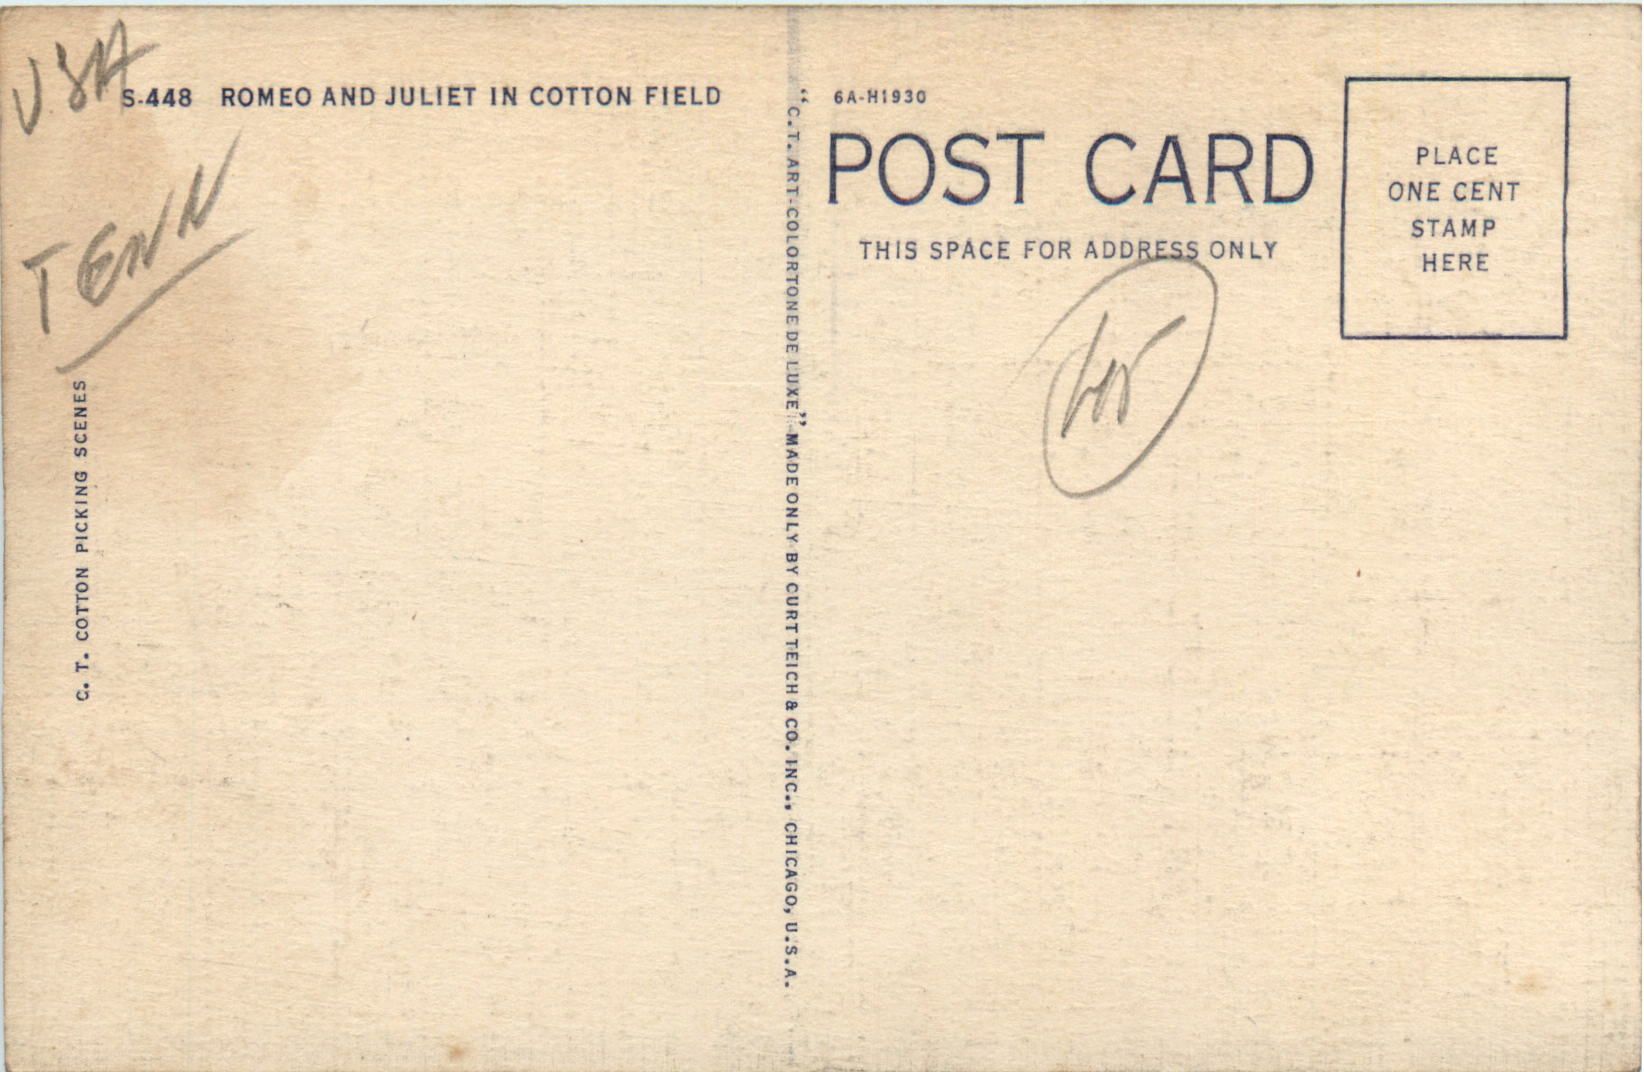 USA
TENN
S-448 ROMEO AND JULIET IN COTTON FIELD
C. T. COTTON PICKING SCENES
“C.T. ART-COLORTONE DE LUXE” MADE ONLY BY CURT TEICH & CO. INC., CHICAGO, U.S.A.
6A-H1930
POST CARD
THIS SPACE FOR ADDRESS ONLY
PLACE
ONE CENT
STAMP
HERE